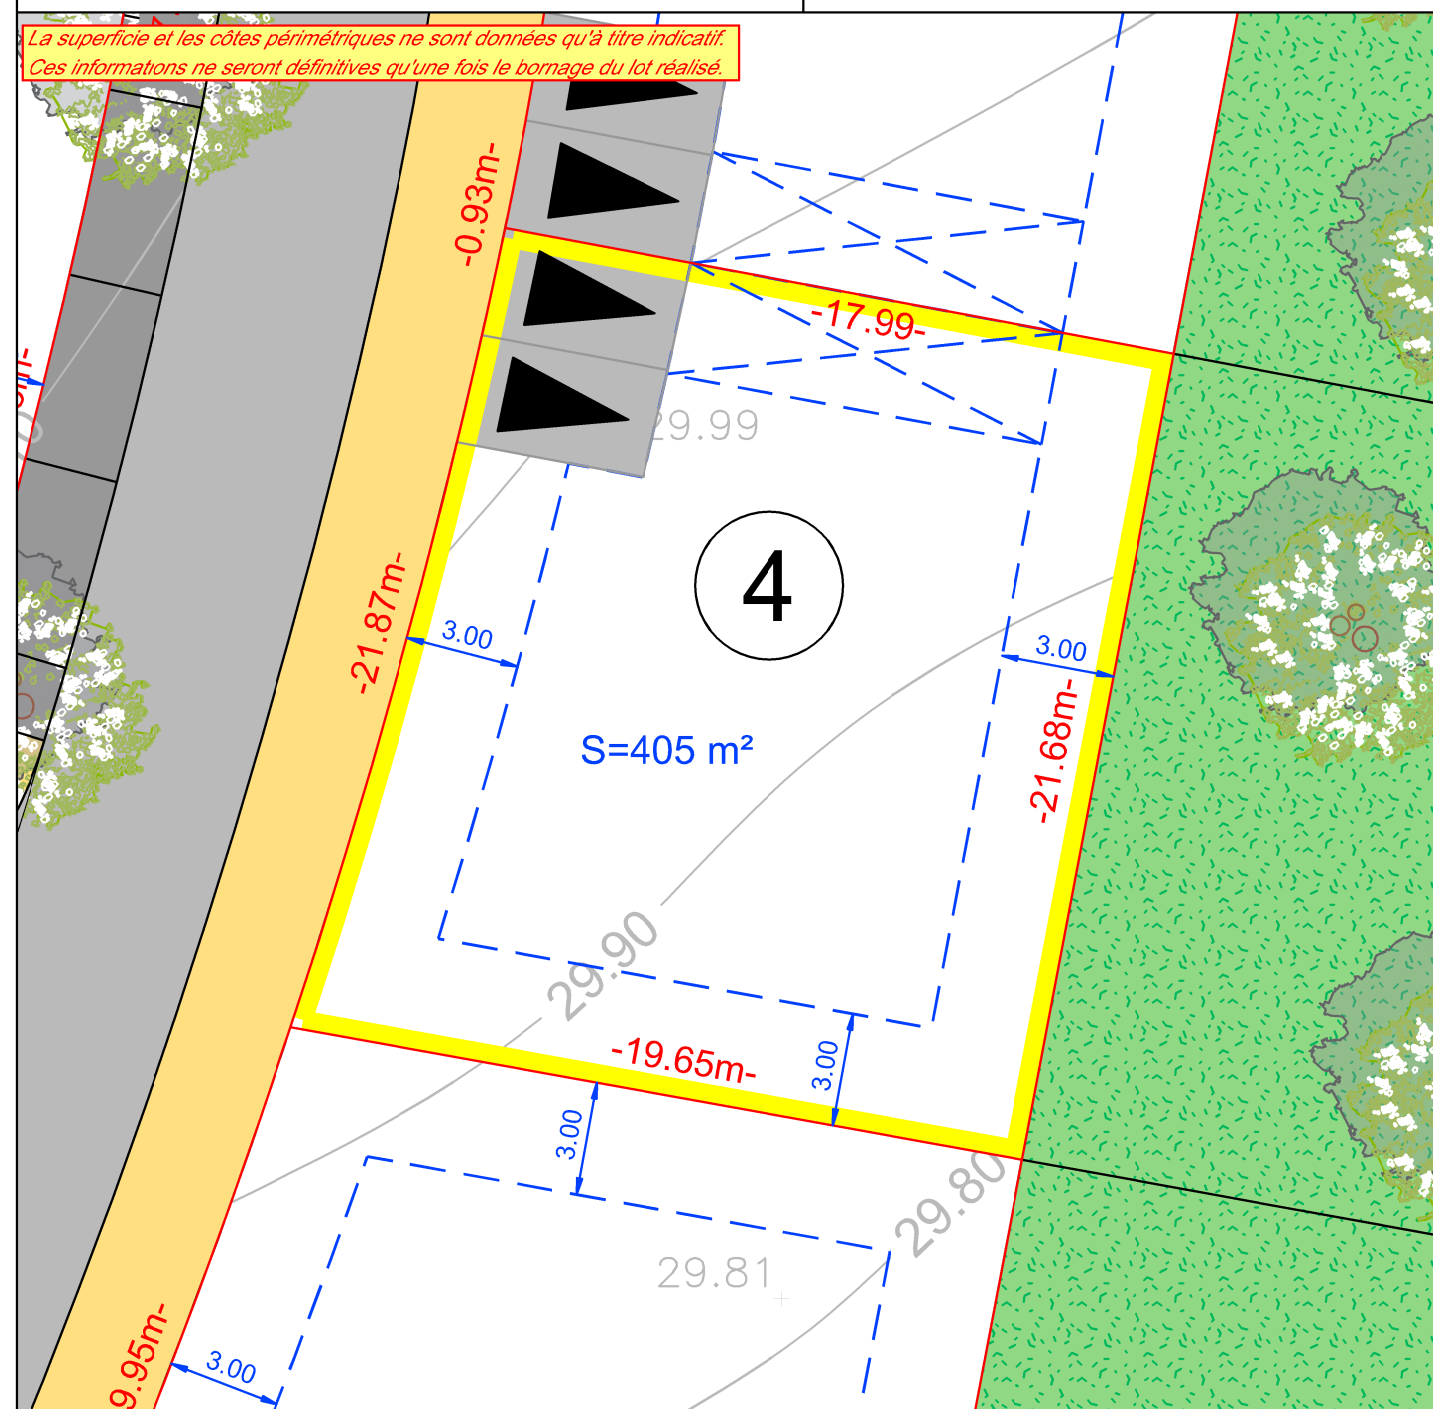 La superficie et les côtes périmétriques ne sont données qu'à titre indicatif.
Ces informations ne seront définitives qu'une fois le bornage du lot réalisé.
-0.93m-
-17.99-
29.99
4
-21.87m-
3.00
3.00
-21.68m-
S=405 m²
29.90
-19.65m-
3.00
3.00
29.80
29.81
9.95m-
3.00